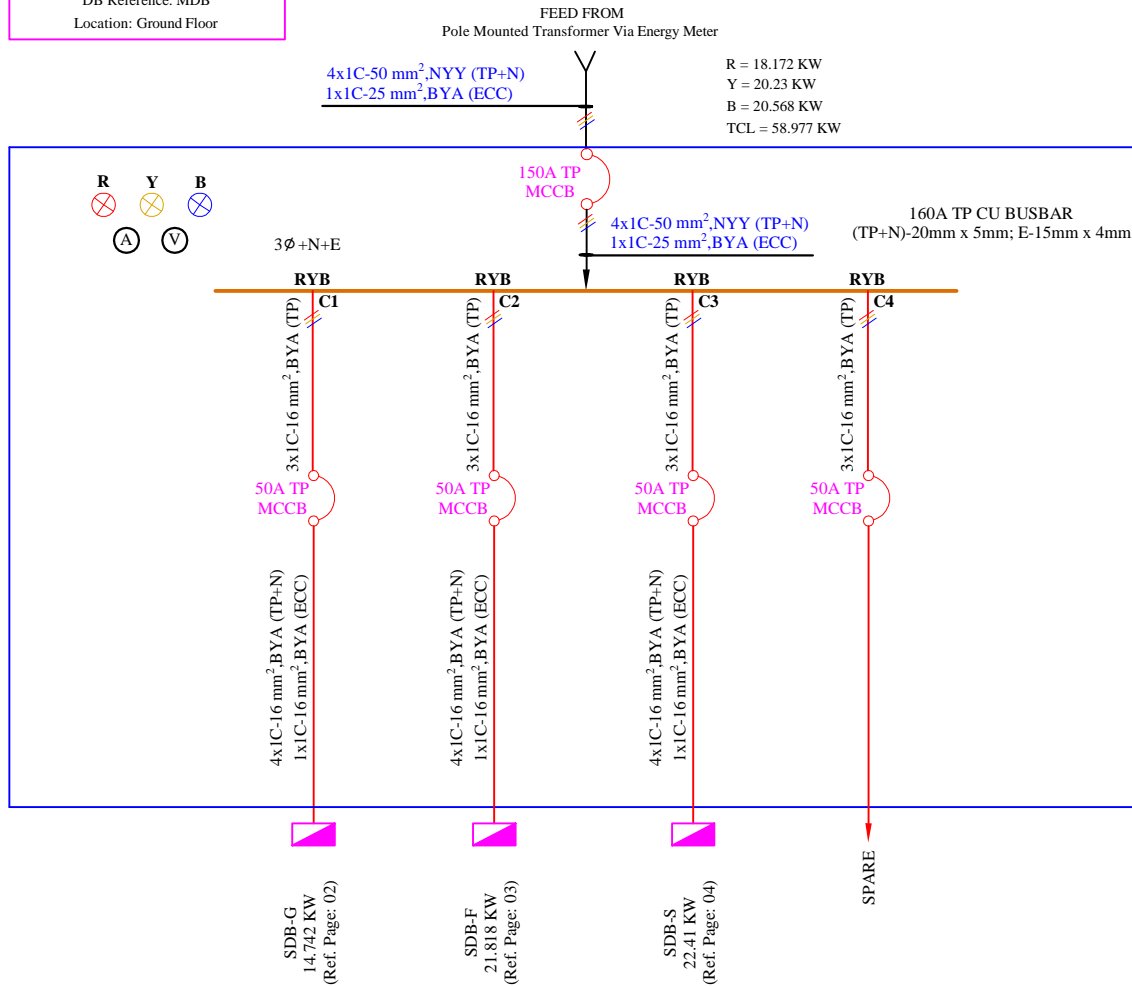 DB Reference: MDB
Location: Ground Floor
FEED FROM
Pole Mounted Transformer Via Energy Meter
4x1C-50 mm²,NYY (TP+N)
1x1C-25 mm²,BYA (ECC)
R = 18.172 KW
Y = 20.23 KW
B = 20.568 KW
TCL = 58.977 KW
R Y B
A V
150A TP
MCCB
4x1C-50 mm²,NYY (TP+N)
1x1C-25 mm²,BYA (ECC)
160A TP CU BUSBAR
(TP+N)-20mm x 5mm; E-15mm x 4mm
3Ø+N+E
RYB
C1
RYB
C2
RYB
C3
RYB
C4
3x1C-16 mm²,BYA (TP)
3x1C-16 mm²,BYA (TP)
3x1C-16 mm²,BYA (TP)
3x1C-16 mm²,BYA (TP)
50A TP
MCCB
50A TP
MCCB
50A TP
MCCB
50A TP
MCCB
4x1C-16 mm²,BYA (TP+N)
1x1C-16 mm²,BYA (ECC)
4x1C-16 mm²,BYA (TP+N)
1x1C-16 mm²,BYA (ECC)
4x1C-16 mm²,BYA (TP+N)
1x1C-16 mm²,BYA (ECC)
SDB-G
14.742 KW
(Ref. Page: 02)
SDB-F
21.818 KW
(Ref. Page: 03)
SDB-S
22.41 KW
(Ref. Page: 04)
SPARE